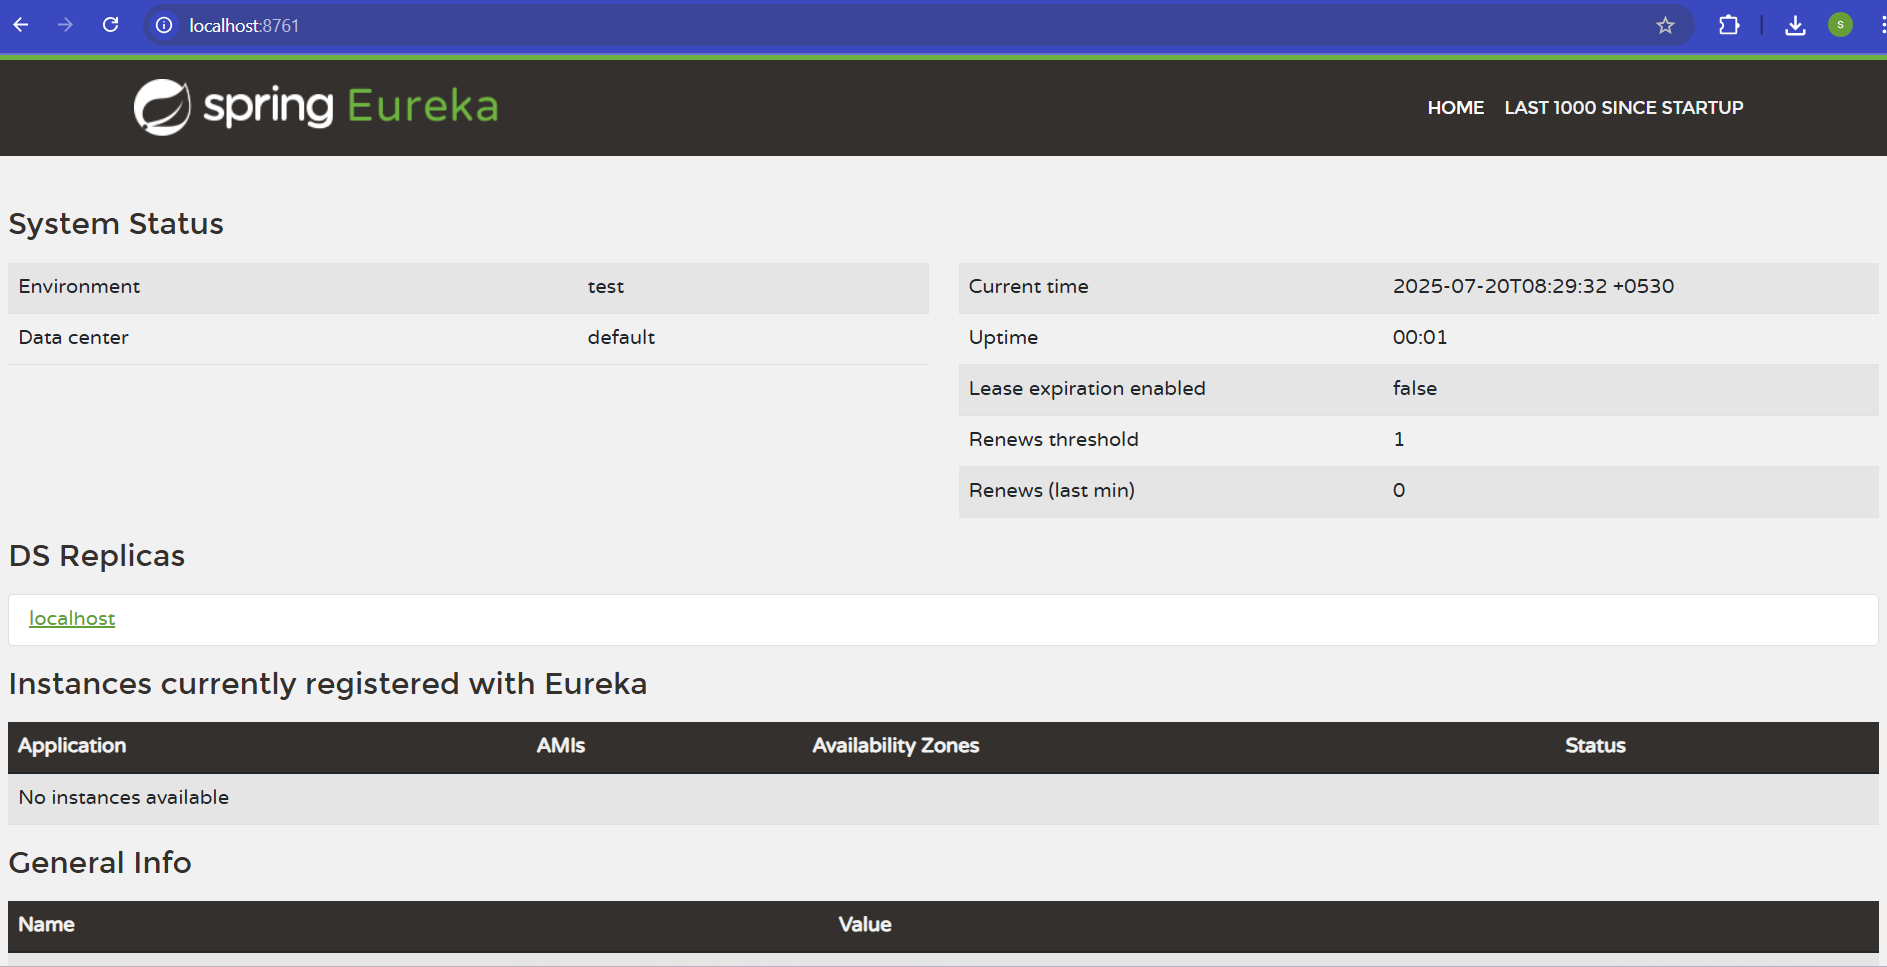 localhost:8761
S
spring Eureka
HOME LAST 1000 SINCE STARTUP
System Status
Environment test
Data center default
Current time 2025-07-20T08:29:32 +0530
Uptime 00:01
Lease expiration enabled false
Renews threshold 1
Renews (last min) 0
DS Replicas
localhost
Instances currently registered with Eureka
Application AMIs Availability Zones Status
No instances available
General Info
Name Value